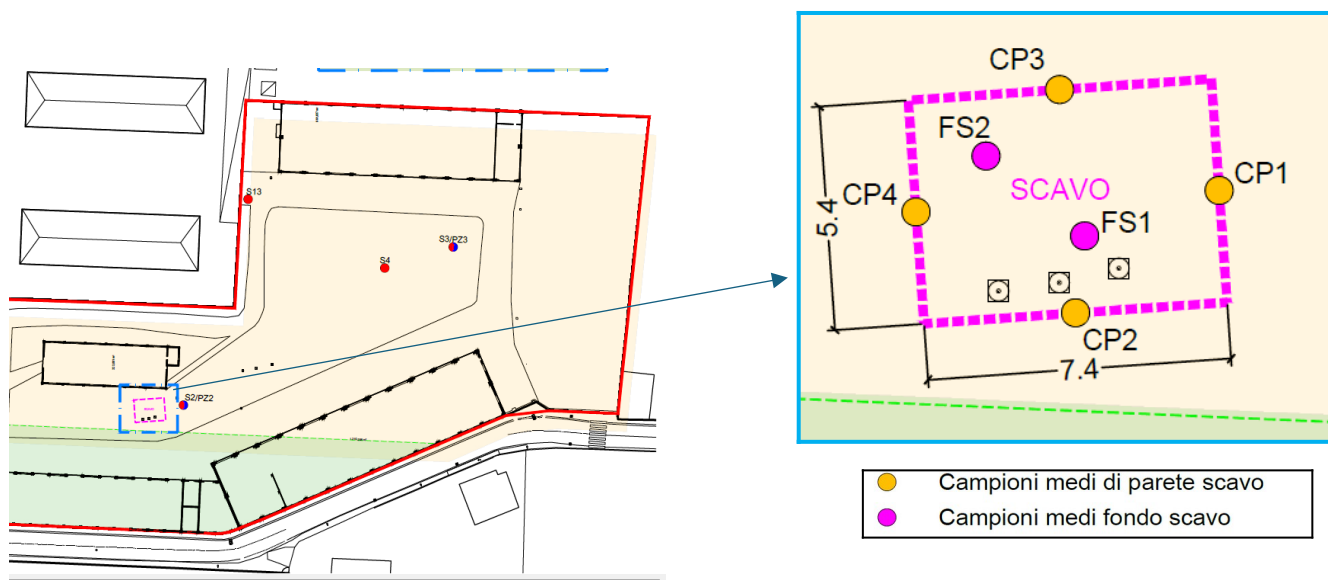 S13
S3/PZ3
S4
S2/PZ2
CP3
FS2
CP1
SCAVO
CP4
5.4
FS1
CP2
7.4
Campioni medi di parete scavo
Campioni medi fondo scavo